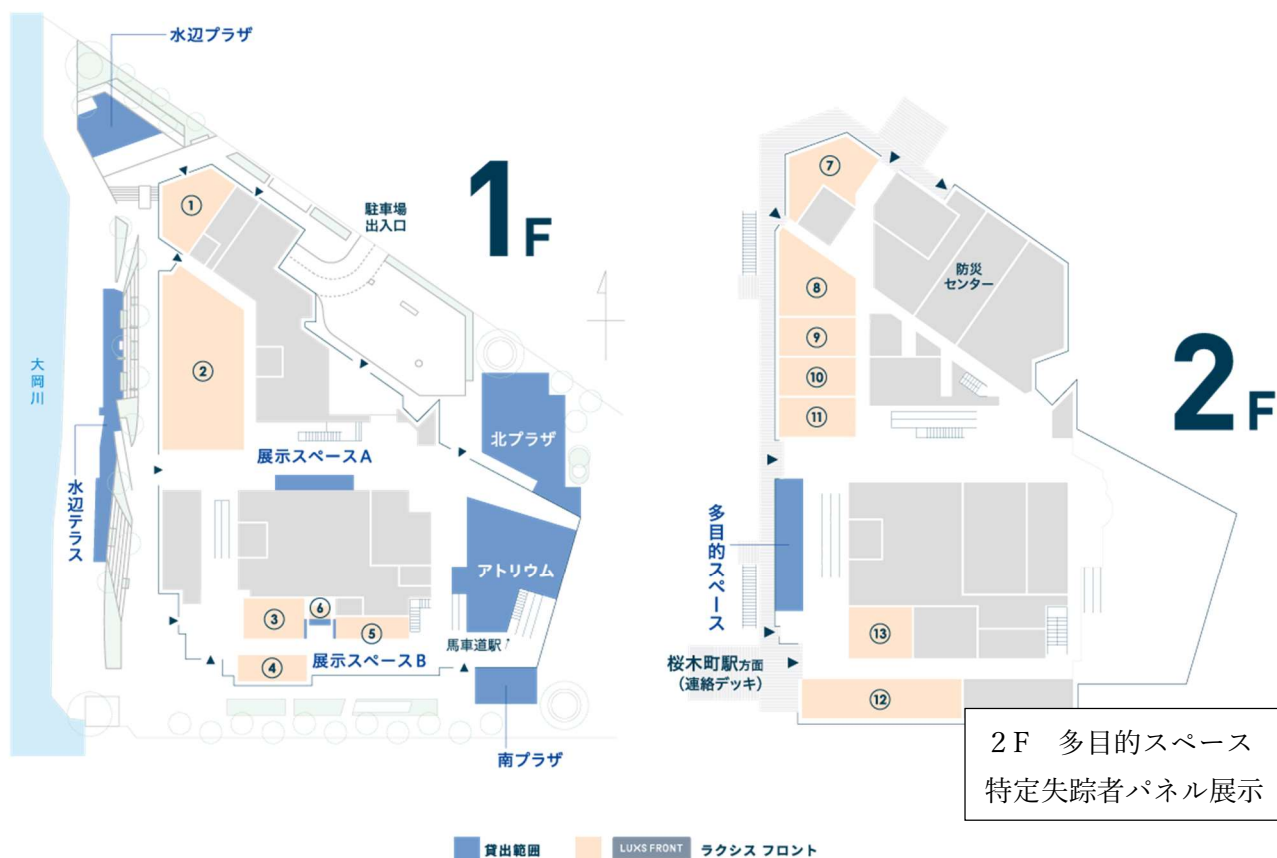 水辺プラザ
1F
駐車場
出入口
①
②
大岡川
水辺テラス
展示スペースA
北プラザ
アトリウム
③
⑥
⑤
馬車道駅
④
展示スペースB
南プラザ
2F
⑦
防災
センター
⑧
⑨
⑩
⑪
多目的スペース
⑬
桜木町駅方面
（連絡デッキ）
⑫
２F　多目的スペース
特定失踪者パネル展示
貸出範囲
LUXS FRONT
ラクシス フロント